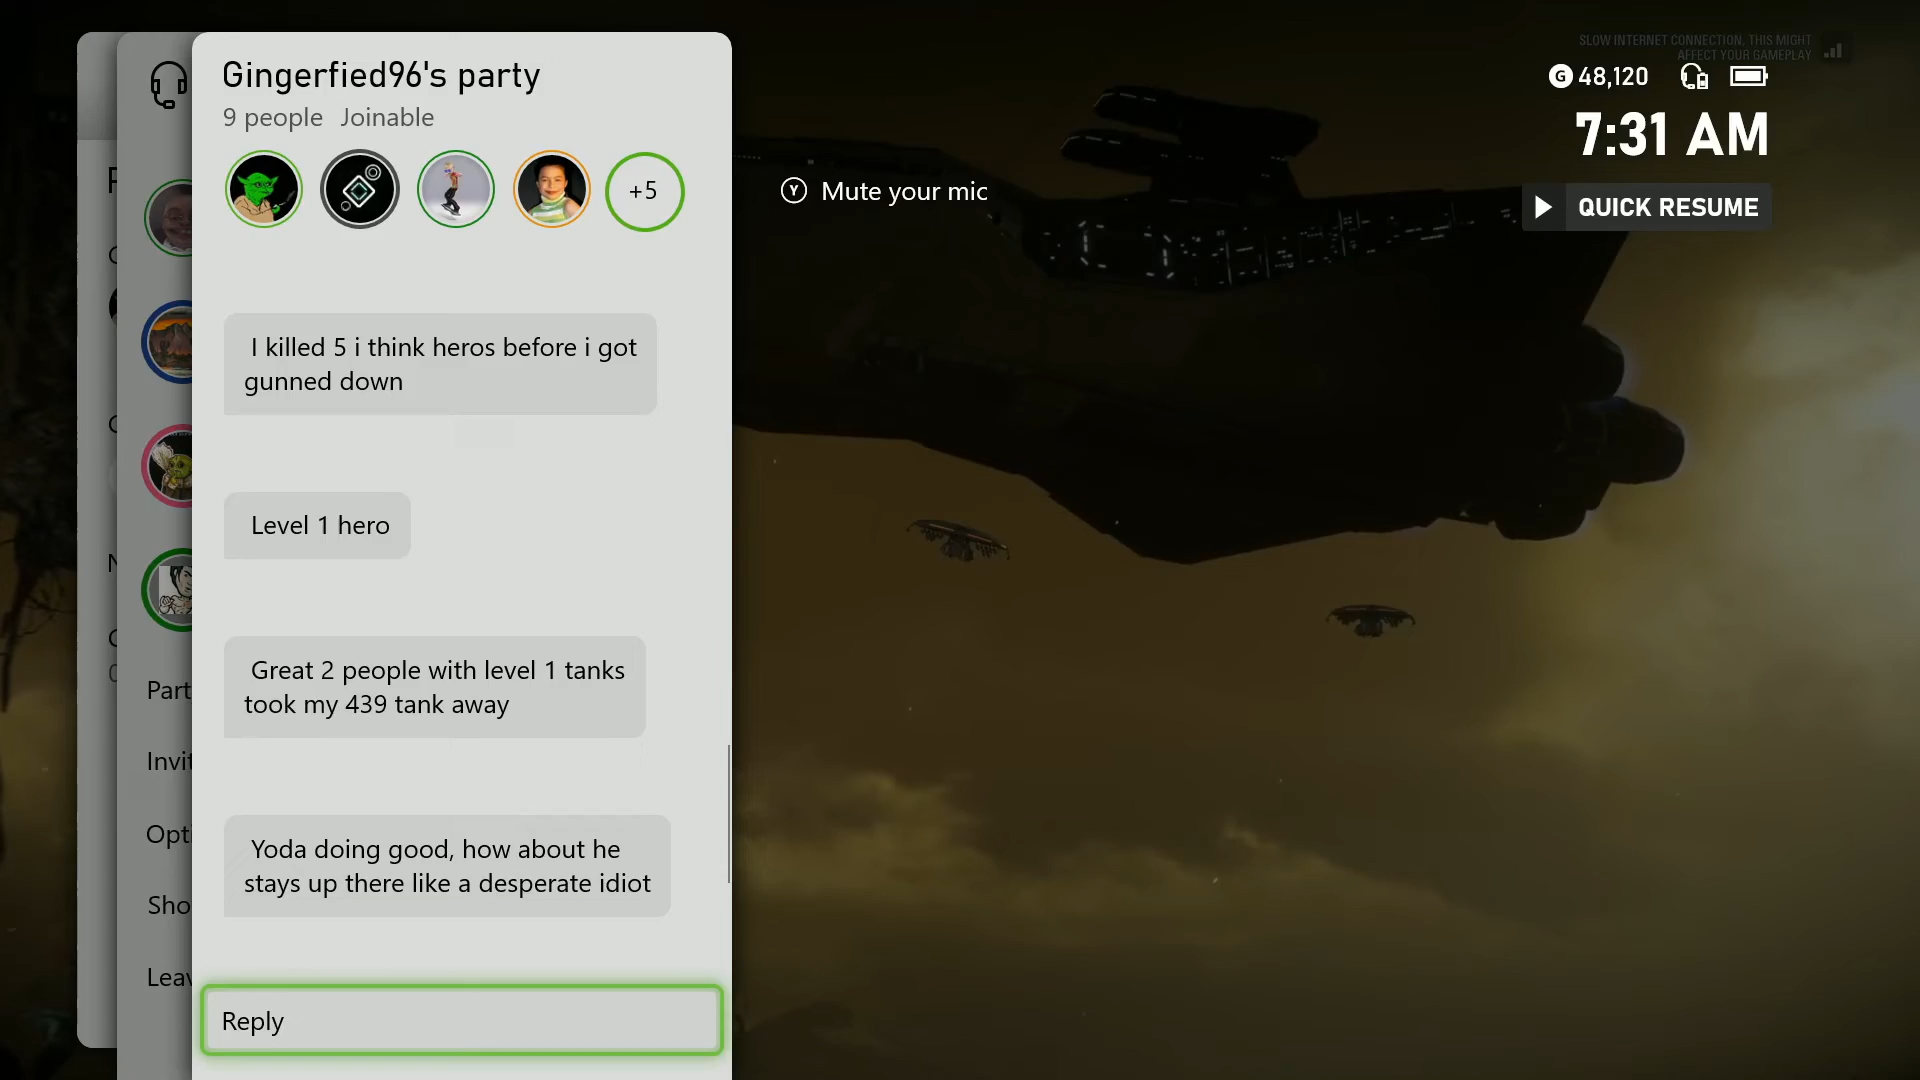 Gingerfied96's party
9 people Joinable
+5
I killed 5 i think heros before i got
gunned down
Level 1 hero
Great 2 people with level 1 tanks
took my 439 tank away
Yoda doing good, how about he
stays up there like a desperate idiot
Reply
Part
Invit
Opti
Sho
Leav
Y Mute your mic
SLOW INTERNET CONNECTION, THIS MIGHT
AFFECT YOUR GAMEPLAY
G 48,120
7:31 AM
QUICK RESUME